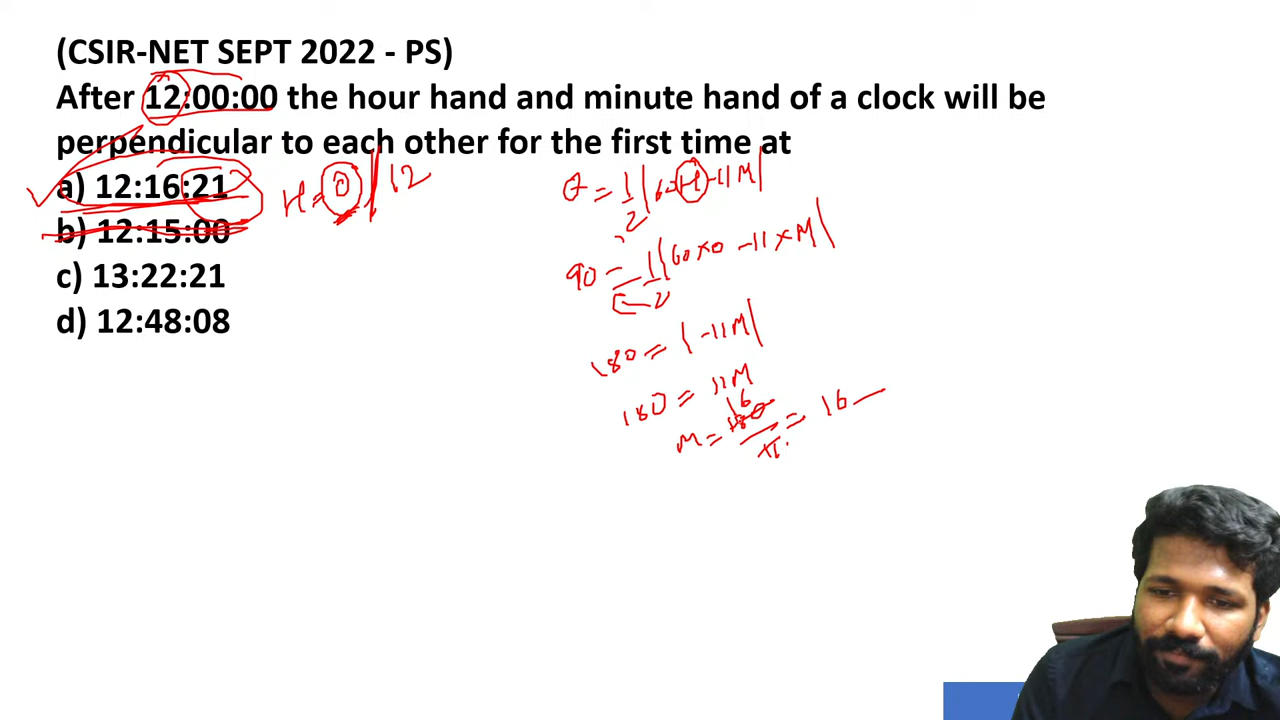 (CSIR-NET SEPT 2022 - PS)
After 12:00:00 the hour hand and minute hand of a clock will be
perpendicular to each other for the first time at
a) 12:16:21
b) 12:15:00
c) 13:22:21
d) 12:48:08
H = 0 | 12
θ = 1/2 |60H - 11M|
90 = 1/2 |60×0 - 11×M|
180 = |-11M|
180 = 11M
M = 180/11 = 16
16